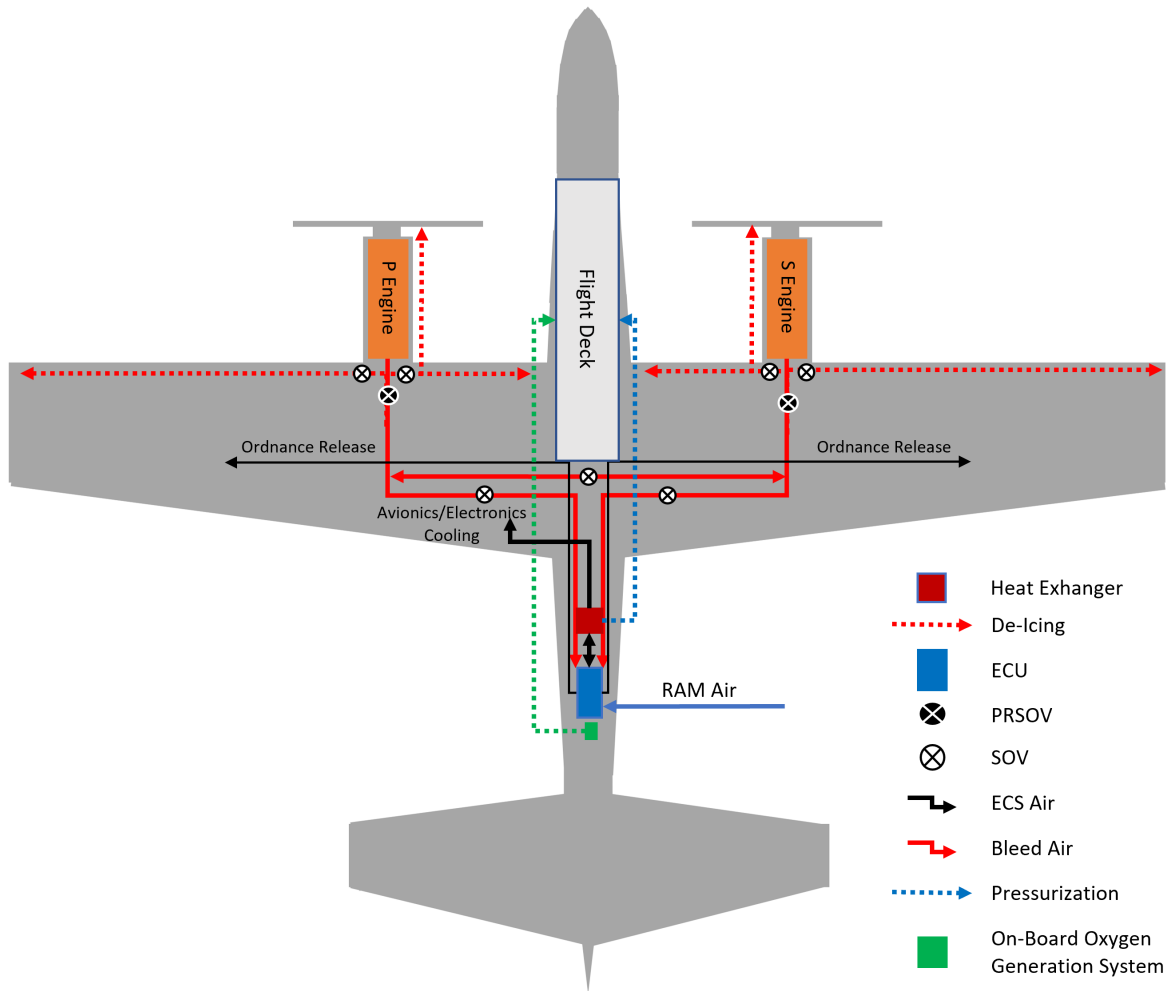 P Engine
Flight Deck
S Engine
Ordnance Release
Ordnance Release
Avionics/Electronics
Cooling
RAM Air
Heat Exhanger
De-Icing
ECU
PRSOV
SOV
ECS Air
Bleed Air
Pressurization
On-Board Oxygen
Generation System